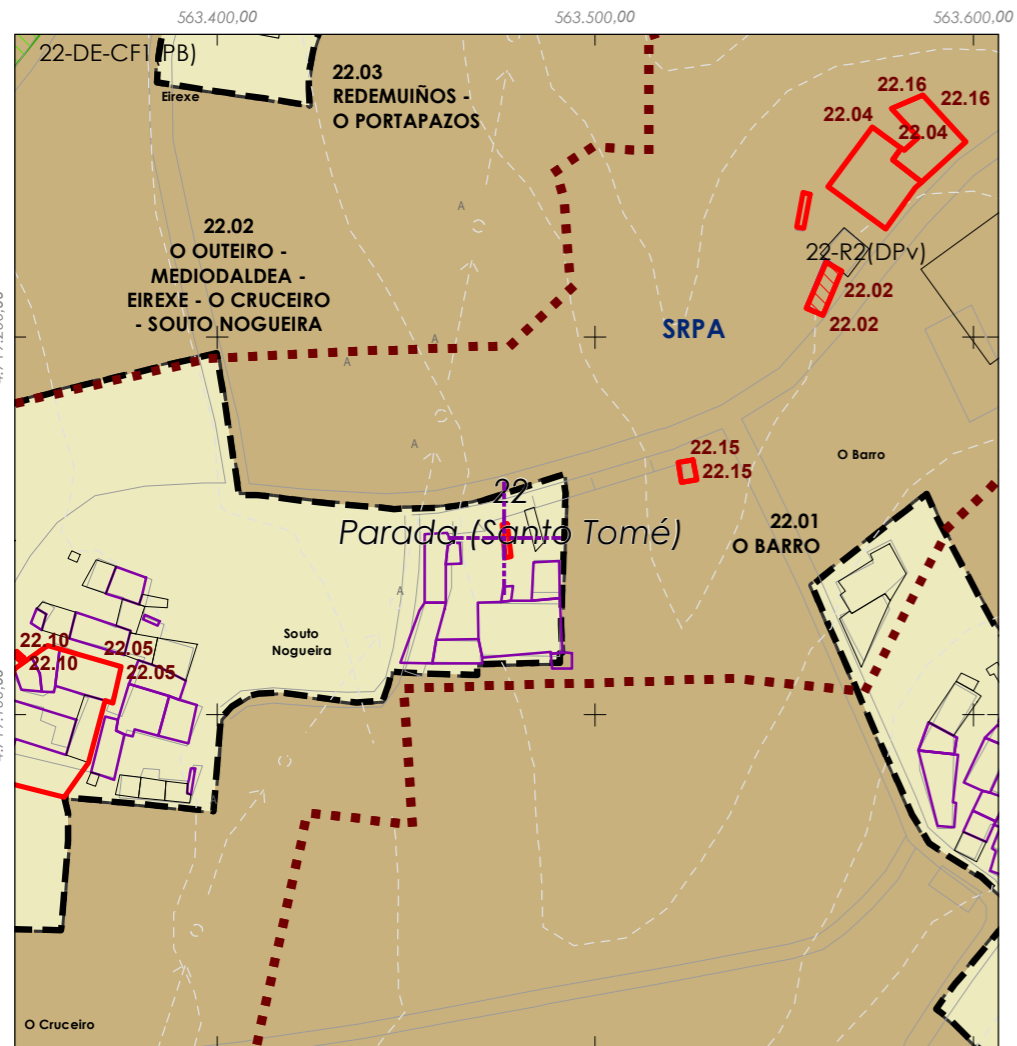 563.400,00
563.500,00
563.600,00
22-DE-CF1(PB)
Eirexe
22.03
REDEMUIÑOS -
O PORTAPAZOS
22.16
22.16
22.04
22.04
A
22.02
O OUTEIRO -
MEDIODALDEA -
EIREXE - O CRUCEIRO
- SOUTO NOGUEIRA
22-R2(DPv)
22.02
22.02
SRPA
A
A
A
22.15
22.15
O Barro
22
Parada (Santo Tomé)
22.01
O BARRO
A
Souto
Nogueira
22.10
22.10
22.05
22.05
A
O Cruceiro